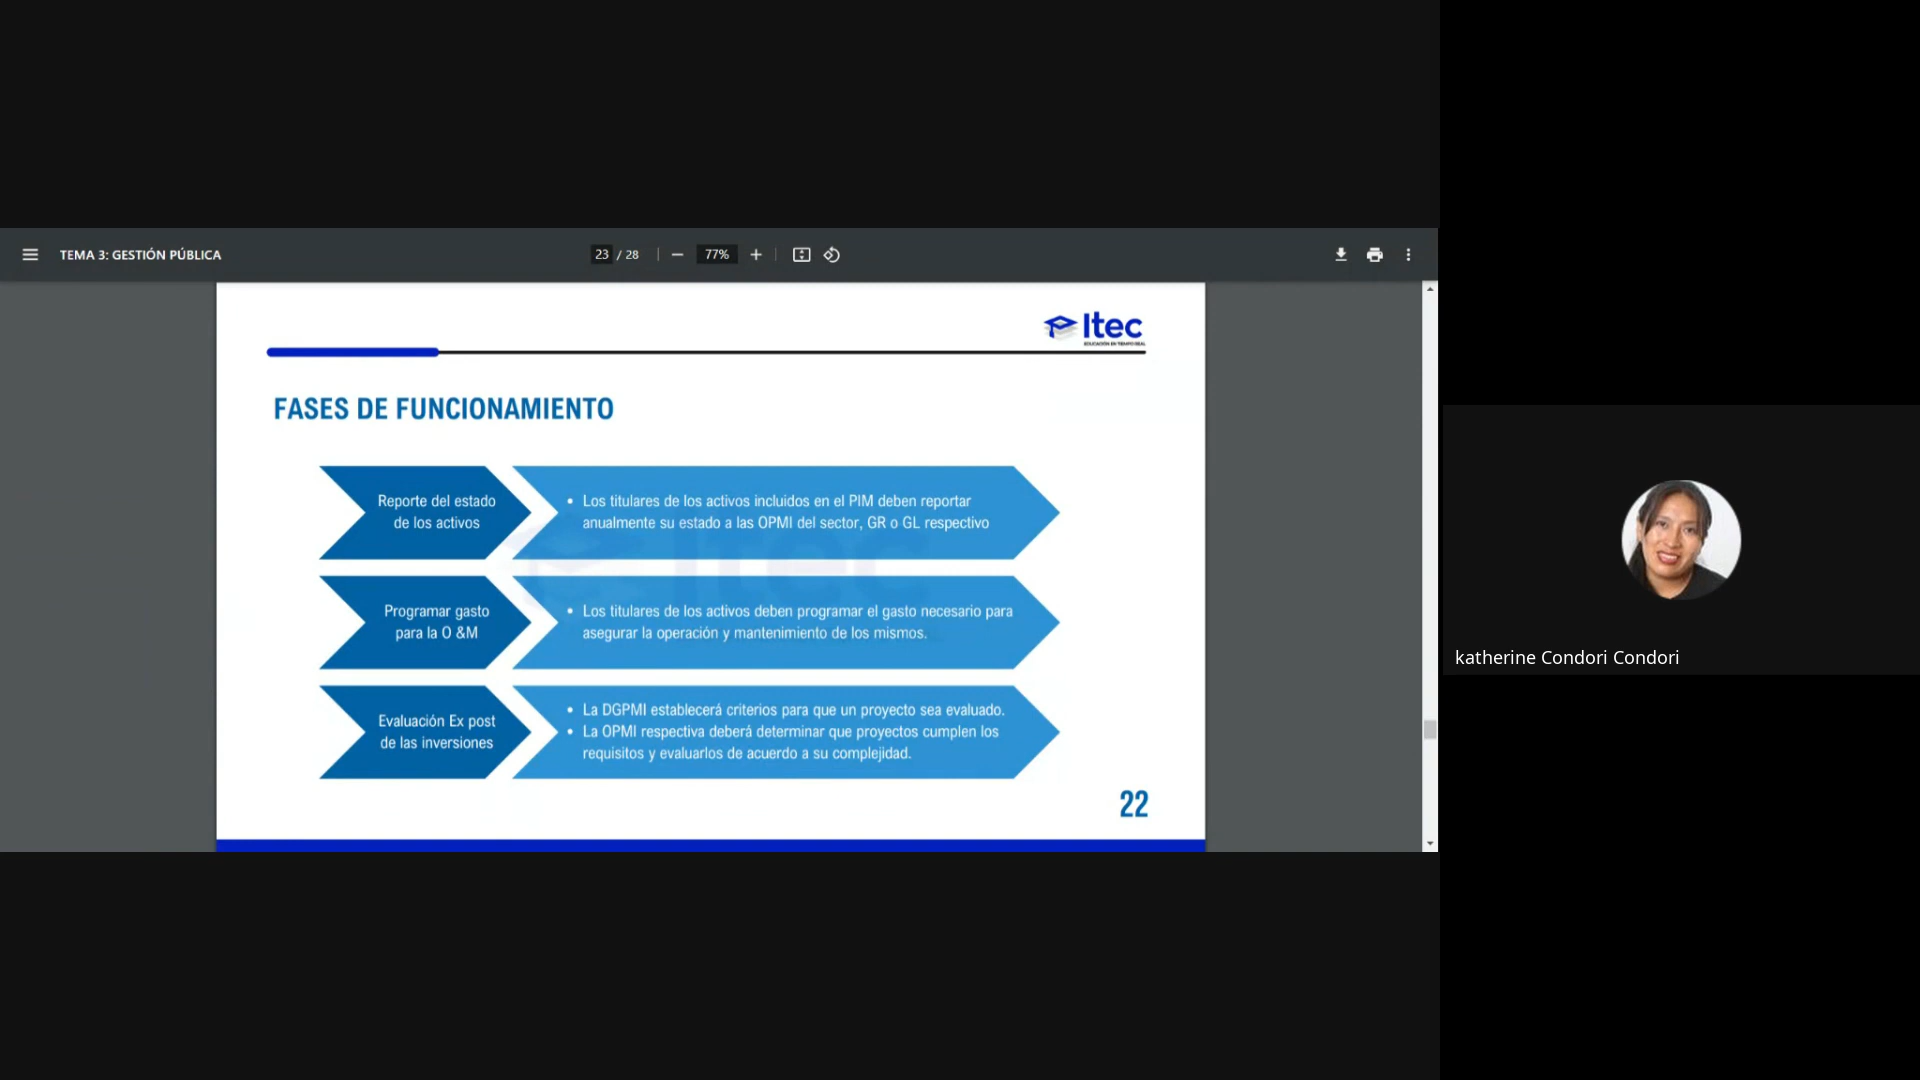 TEMA 3: GESTIÓN PÚBLICA
23 / 28
77%
Itec
EDUCACIÓN EN TIEMPO REAL
FASES DE FUNCIONAMIENTO
Reporte del estado
de los activos
• Los titulares de los activos incluidos en el PIM deben reportar
anualmente su estado a las OPMI del sector, GR o GL respectivo
Programar gasto
para la O &M
• Los titulares de los activos deben programar el gasto necesario para
asegurar la operación y mantenimiento de los mismos.
Evaluación Ex post
de las inversiones
• La DGPMI establecerá criterios para que un proyecto sea evaluado.
• La OPMI respectiva deberá determinar que proyectos cumplen los
requisitos y evaluarlos de acuerdo a su complejidad.
22
katherine Condori Condori